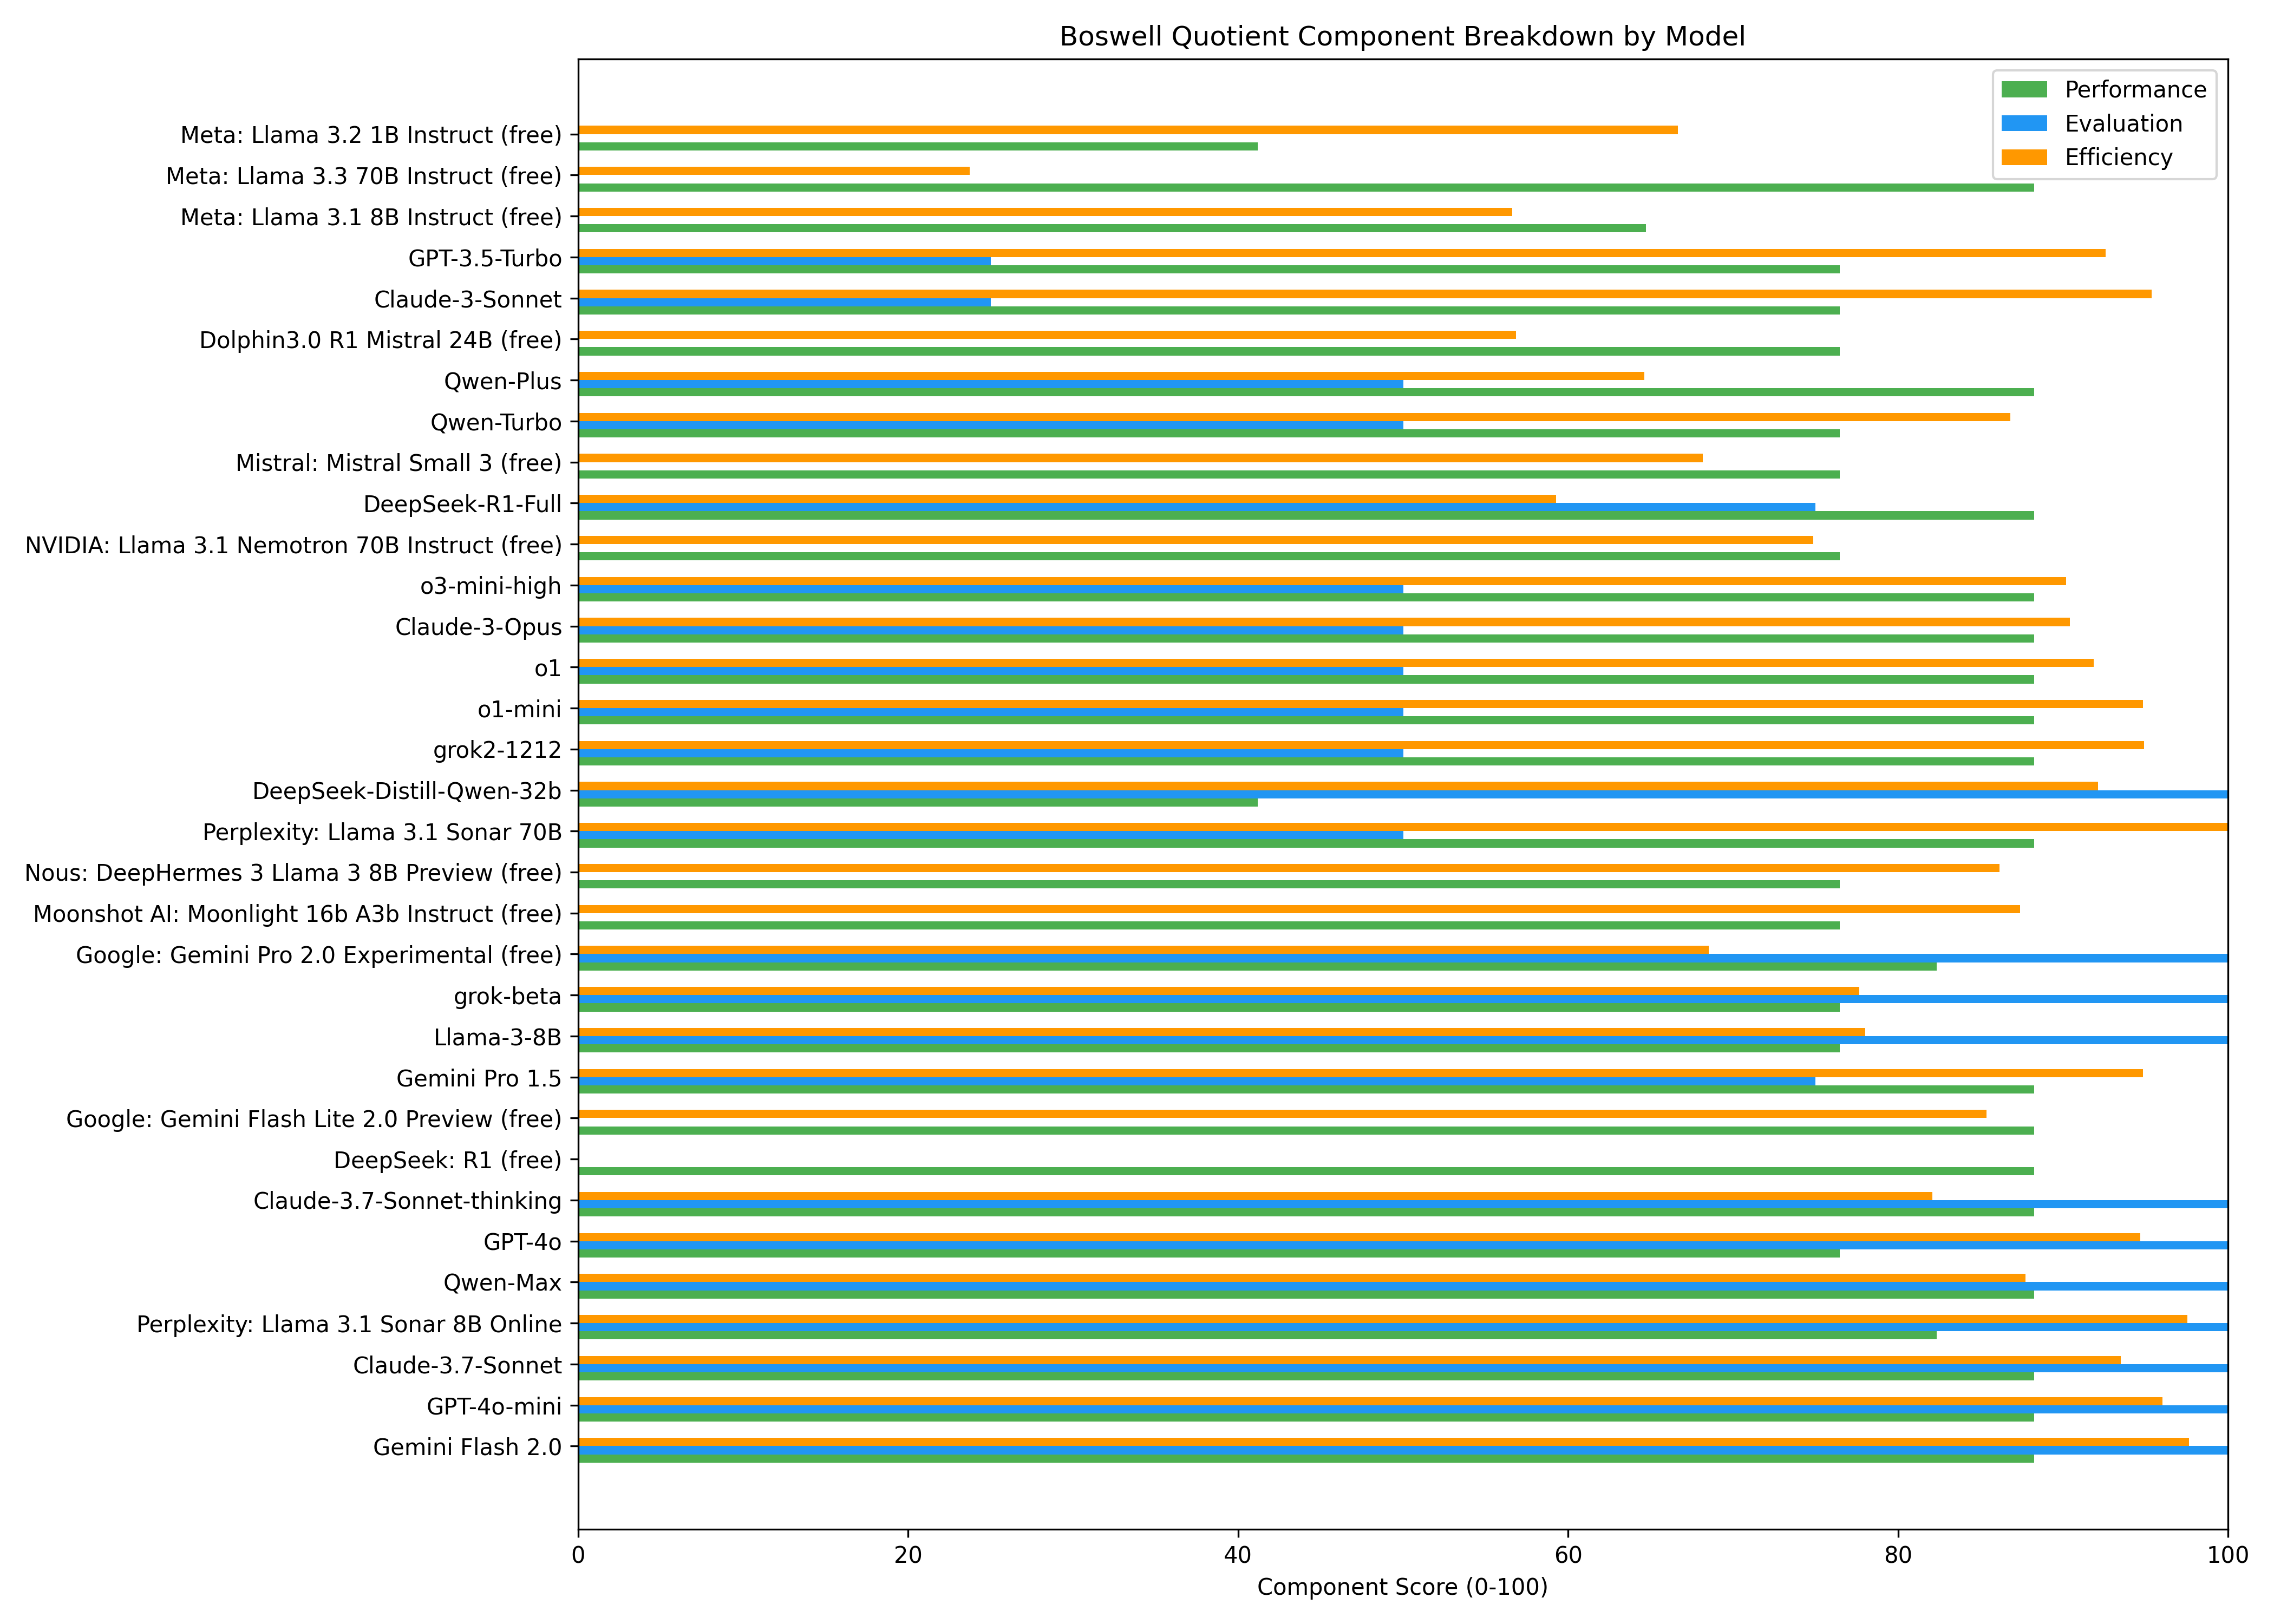 Boswell Quotient Component Breakdown by Model
Performance
Evaluation
Efficiency
Meta: Llama 3.2 1B Instruct (free)
Meta: Llama 3.3 70B Instruct (free)
Meta: Llama 3.1 8B Instruct (free)
GPT-3.5-Turbo
Claude-3-Sonnet
Dolphin3.0 R1 Mistral 24B (free)
Qwen-Plus
Qwen-Turbo
Mistral: Mistral Small 3 (free)
DeepSeek-R1-Full
NVIDIA: Llama 3.1 Nemotron 70B Instruct (free)
o3-mini-high
Claude-3-Opus
o1
o1-mini
grok2-1212
DeepSeek-Distill-Qwen-32b
Perplexity: Llama 3.1 Sonar 70B
Nous: DeepHermes 3 Llama 3 8B Preview (free)
Moonshot AI: Moonlight 16b A3b Instruct (free)
Google: Gemini Pro 2.0 Experimental (free)
grok-beta
Llama-3-8B
Gemini Pro 1.5
Google: Gemini Flash Lite 2.0 Preview (free)
DeepSeek: R1 (free)
Claude-3.7-Sonnet-thinking
GPT-4o
Qwen-Max
Perplexity: Llama 3.1 Sonar 8B Online
Claude-3.7-Sonnet
GPT-4o-mini
Gemini Flash 2.0
0 20 40 60 80 100
Component Score (0-100)